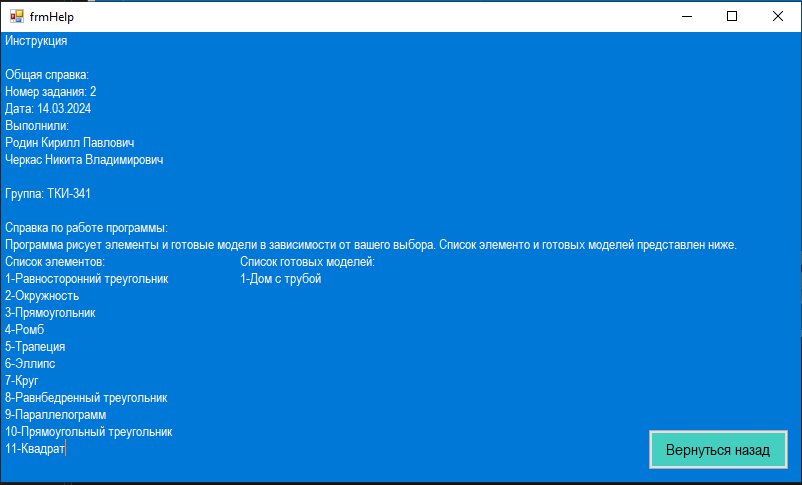 frmHelp
Инструкция
Общая справка:
Номер задания: 2
Дата: 14.03.2024
Выполнили:
Родин Кирилл Павлович
Черкас Никита Владимирович
Группа: ТКИ-341
Справка по работе программы:
Программа рисует элементы и готовые модели в зависимости от вашего выбора. Список элементо и готовых моделей представлен ниже.
Список элементов: Список готовых моделей:
1-Равносторонний треугольник 1-Дом с трубой
2-Окружность
3-Прямоугольник
4-Ромб
5-Трапеция
6-Эллипс
7-Круг
8-Равнбедренный треугольник
9-Параллелограмм
10-Прямоугольный треугольник
11-Квадрат
Вернуться назад